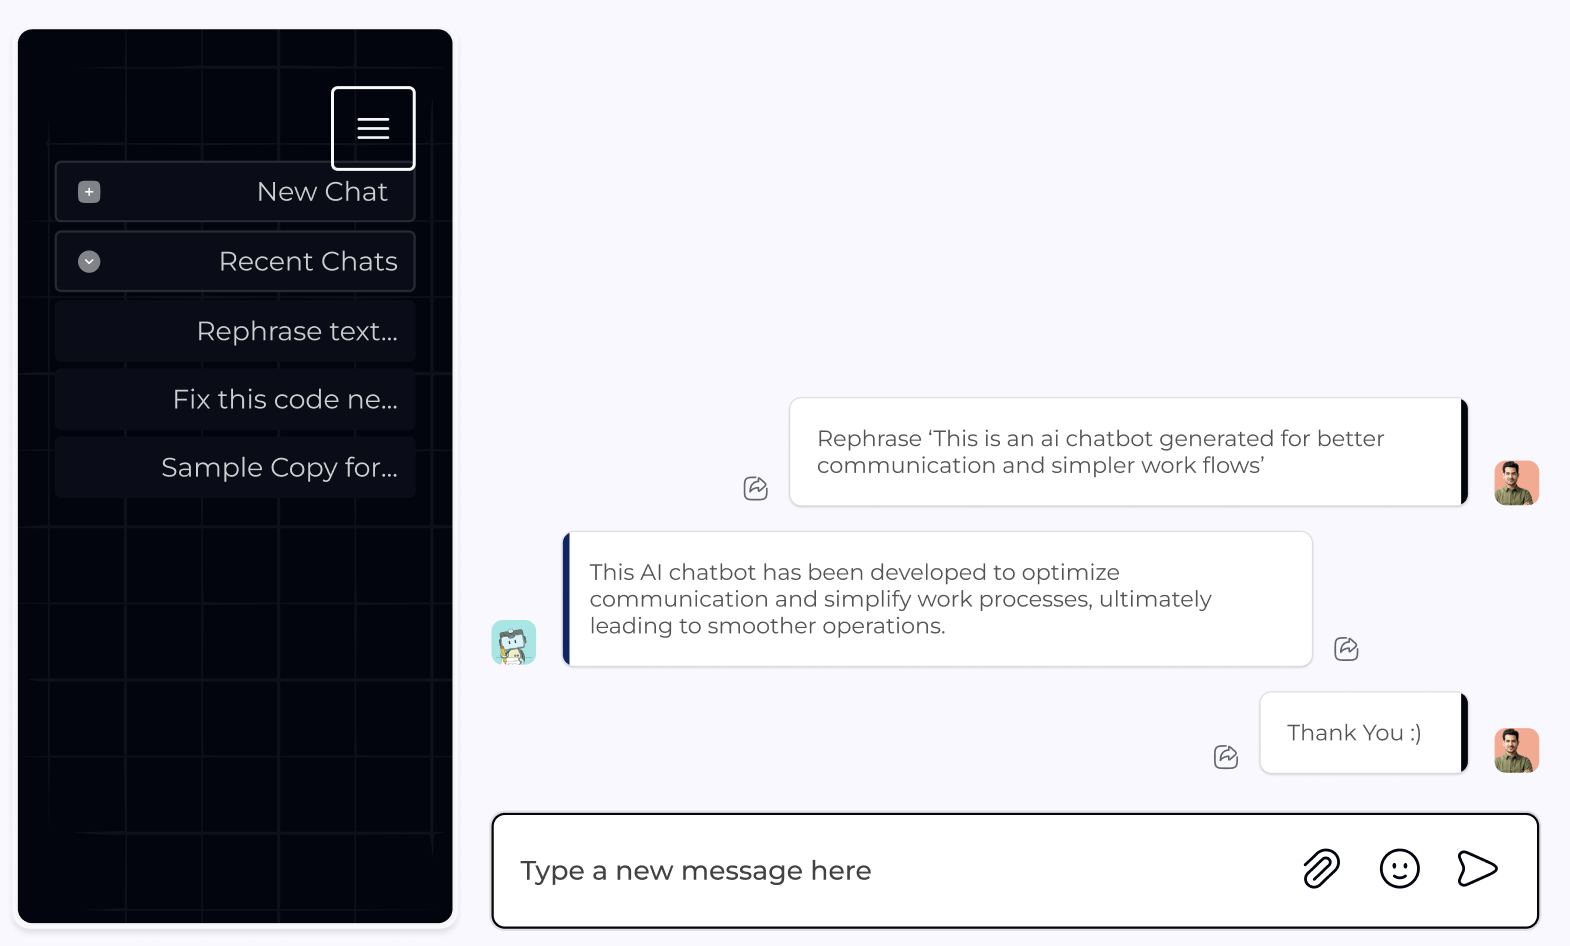 New Chat
Recent Chats
Rephrase text...
Fix this code ne...
Sample Copy for...
Rephrase ‘This is an ai chatbot generated for better
communication and simpler work flows’
This AI chatbot has been developed to optimize
communication and simplify work processes, ultimately
leading to smoother operations.
Thank You :)
Type a new message here